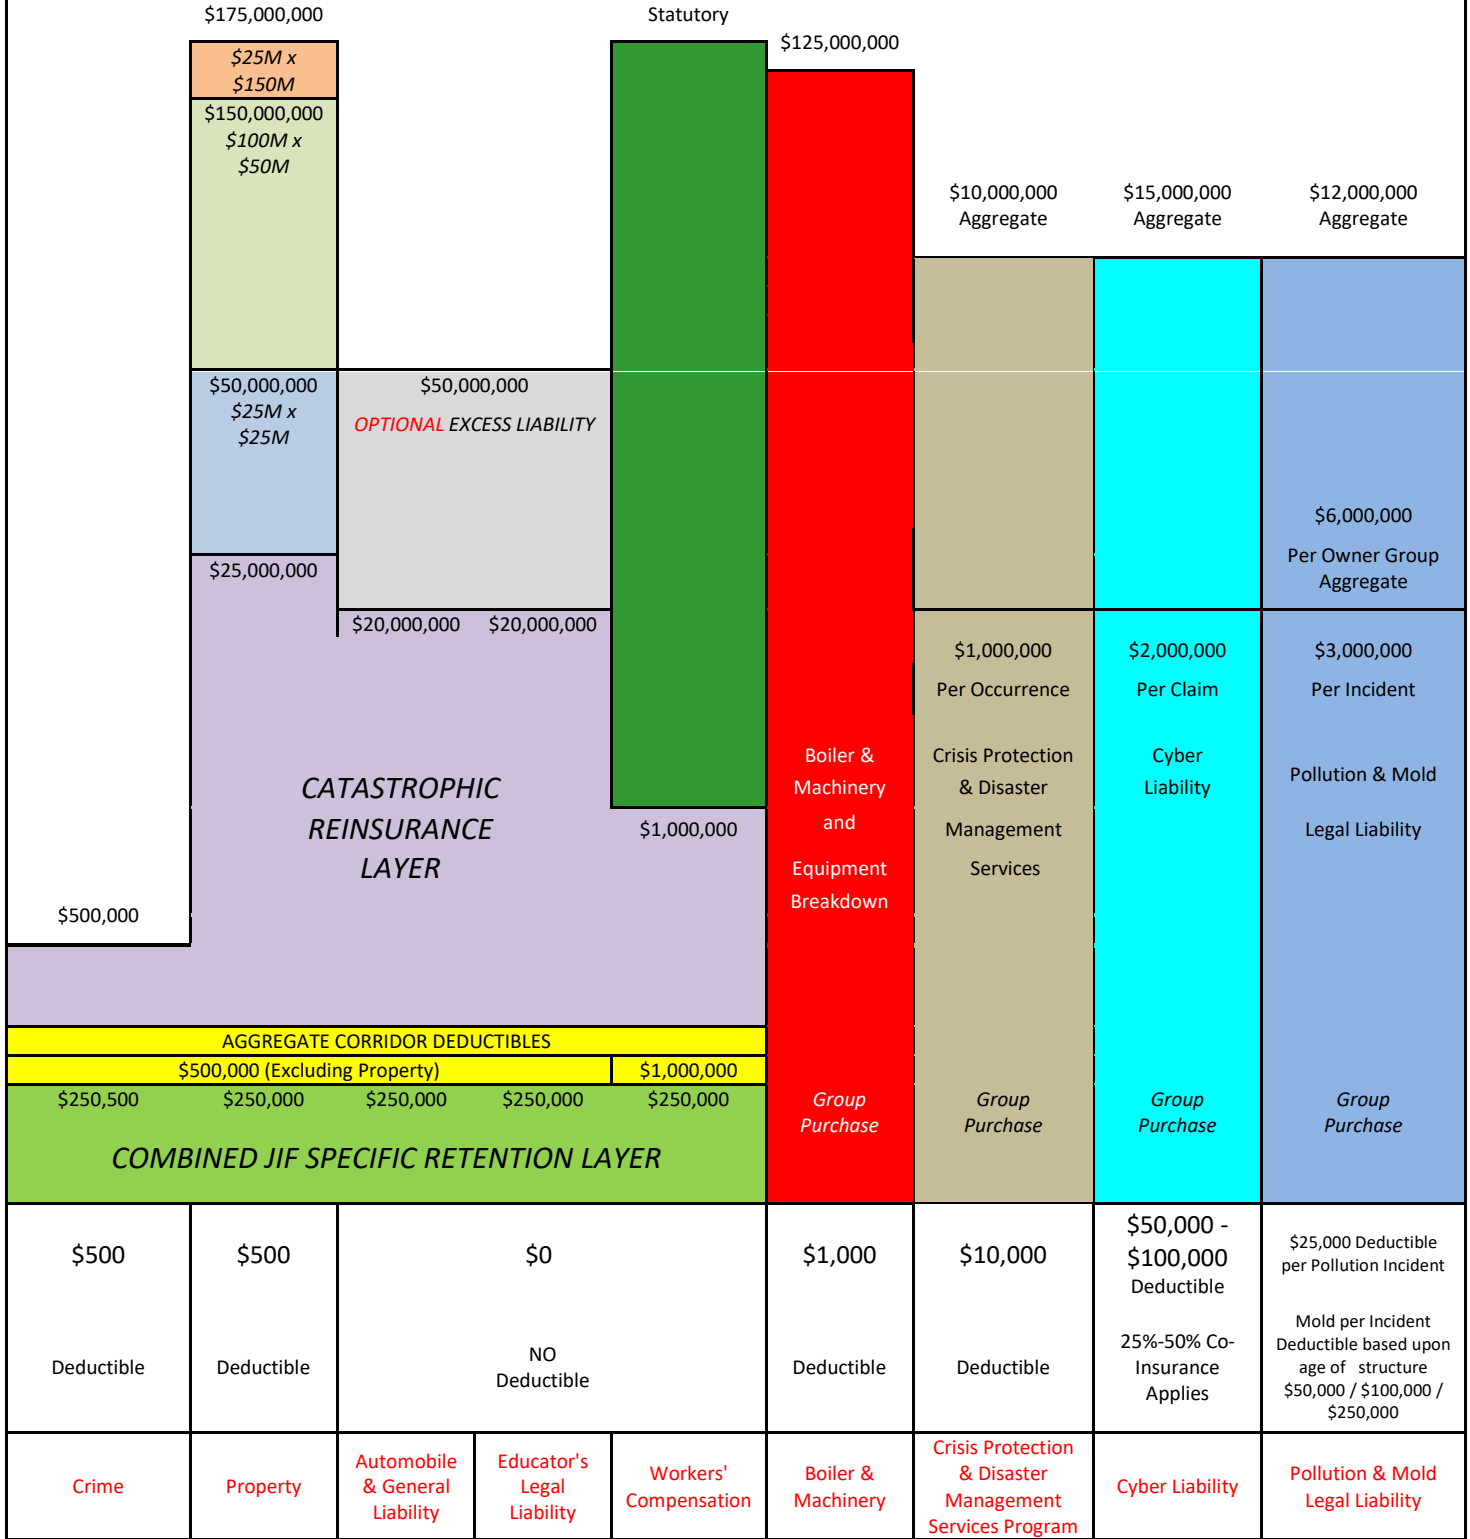 $175,000,000
Statutory
$125,000,000
$25M x
$150M
$150,000,000
$100M x
$50M
$10,000,000
Aggregate
$15,000,000
Aggregate
$12,000,000
Aggregate
$50,000,000
$25M x
$25M
$50,000,000
OPTIONAL EXCESS LIABILITY
$6,000,000
Per Owner Group
Aggregate
$25,000,000
$20,000,000
$20,000,000
$1,000,000
Per Occurrence
$2,000,000
Per Claim
$3,000,000
Per Incident
CATASTROPHIC
REINSURANCE
LAYER
$1,000,000
Boiler &
Machinery
and
Equipment
Breakdown
Crisis Protection
& Disaster
Management
Services
Cyber
Liability
Pollution & Mold
Legal Liability
$500,000
AGGREGATE CORRIDOR DEDUCTIBLES
$500,000 (Excluding Property)
$1,000,000
$250,500
$250,000
$250,000
$250,000
$250,000
Group
Purchase
Group
Purchase
Group
Purchase
Group
Purchase
COMBINED JIF SPECIFIC RETENTION LAYER
$500
Deductible
$500
Deductible
$0
NO
Deductible
$1,000
Deductible
$10,000
Deductible
$50,000 -
$100,000
Deductible
25%-50% Co-
Insurance
Applies
$25,000 Deductible
per Pollution Incident
Mold per Incident
Deductible based upon
age of structure
$50,000 / $100,000 /
$250,000
Crime
Property
Automobile
& General
Liability
Educator's
Legal
Liability
Workers'
Compensation
Boiler &
Machinery
Crisis Protection
& Disaster
Management
Services Program
Cyber Liability
Pollution & Mold
Legal Liability